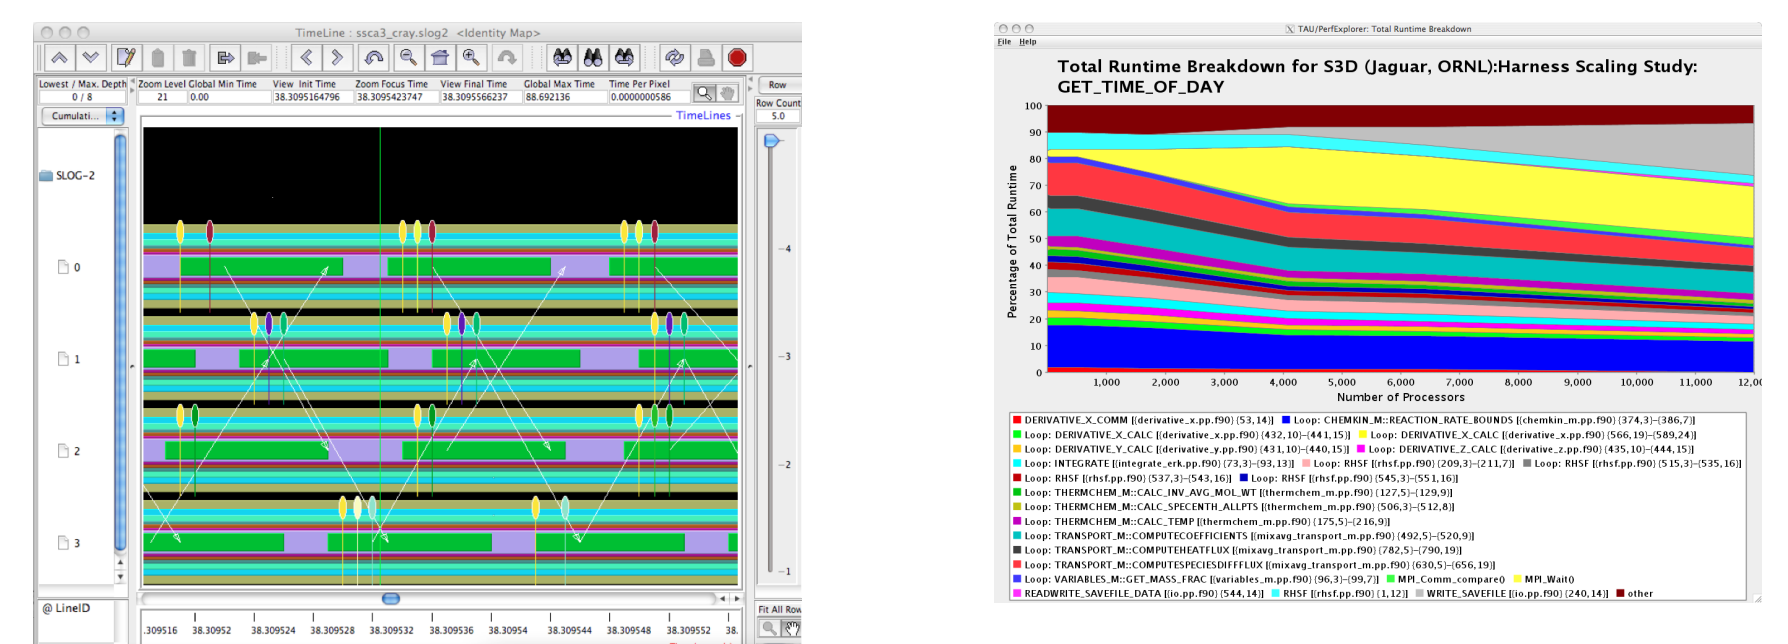 TimeLine : ssca3_cray.slog2 <Identity Map>
Lowest / Max. Depth Zoom Level Global Min Time View Init Time Zoom Focus Time View Final Time Global Max Time Time Per Pixel Row
0 / 8 21 0.00 38.3095164796 38.3095423747 38.3095566237 88.692136 0.0000000586
Row Count
Cumulati... TimeLines 5.0
SLOG-2
4
0
1
3
2
2
3
1
@ LineID
Fit All Row
.309516 38.30952 38.309524 38.309528 38.309532 38.309536 38.30954 38.309544 38.309548 38.309552 38.
TAU/PerfExplorer: Total Runtime Breakdown
File Help
Total Runtime Breakdown for S3D (Jaguar, ORNL):Harness Scaling Study:
GET_TIME_OF_DAY
Percentage of Total Runtime
100
90
80
70
60
50
40
30
20
10
0
1,000 2,000 3,000 4,000 5,000 6,000 7,000 8,000 9,000 10,000 11,000 12,00
Number of Processors
DERIVATIVE_X_COMM [{derivative_x.pp.f90} {53,14}] Loop: CHEMKIN_M::REACTION_RATE_BOUNDS [{chemkin_m.pp.f90} {374,3}-{386,7}]
Loop: DERIVATIVE_X_CALC [{derivative_x.pp.f90} {432,10}-{441,15}] Loop: DERIVATIVE_X_CALC [{derivative_x.pp.f90} {566,19}-{589,24}]
Loop: DERIVATIVE_Y_CALC [{derivative_y.pp.f90} {431,10}-{440,15}] Loop: DERIVATIVE_Z_CALC [{derivative_z.pp.f90} {435,10}-{444,15}]
Loop: INTEGRATE [{integrate_erk.pp.f90} {73,3}-{93,13}] Loop: RHSF [{rhsf.pp.f90} {209,3}-{211,7}] Loop: RHSF [{rhsf.pp.f90} {515,3}-{535,16}]
Loop: RHSF [{rhsf.pp.f90} {537,3}-{543,16}] Loop: RHSF [{rhsf.pp.f90} {545,3}-{551,16}]
Loop: THERMCHEM_M::CALC_INV_AVG_MOL_WT [{thermchem_m.pp.f90} {127,5}-{129,9}]
Loop: THERMCHEM_M::CALC_SPECENTH_ALLPTS [{thermchem_m.pp.f90} {506,3}-{512,8}]
Loop: THERMCHEM_M::CALC_TEMP [{thermchem_m.pp.f90} {175,5}-{216,9}]
Loop: TRANSPORT_M::COMPUTECOEFFICIENTS [{mixavg_transport_m.pp.f90} {492,5}-{520,9}]
Loop: TRANSPORT_M::COMPUTEHEATFLUX [{mixavg_transport_m.pp.f90} {782,5}-{790,19}]
Loop: TRANSPORT_M::COMPUTESPECIESDIFFFLUX [{mixavg_transport_m.pp.f90} {630,5}-{656,19}]
Loop: VARIABLES_M::GET_MASS_FRAC [{variables_m.pp.f90} {96,3}-{99,7}] MPI_Comm_compare() MPI_Wait()
READWRITE_SAVEFILE_DATA [{io.pp.f90} {544,14}] RHSF [{rhsf.pp.f90} {1,12}] WRITE_SAVEFILE [{io.pp.f90} {240,14}] other